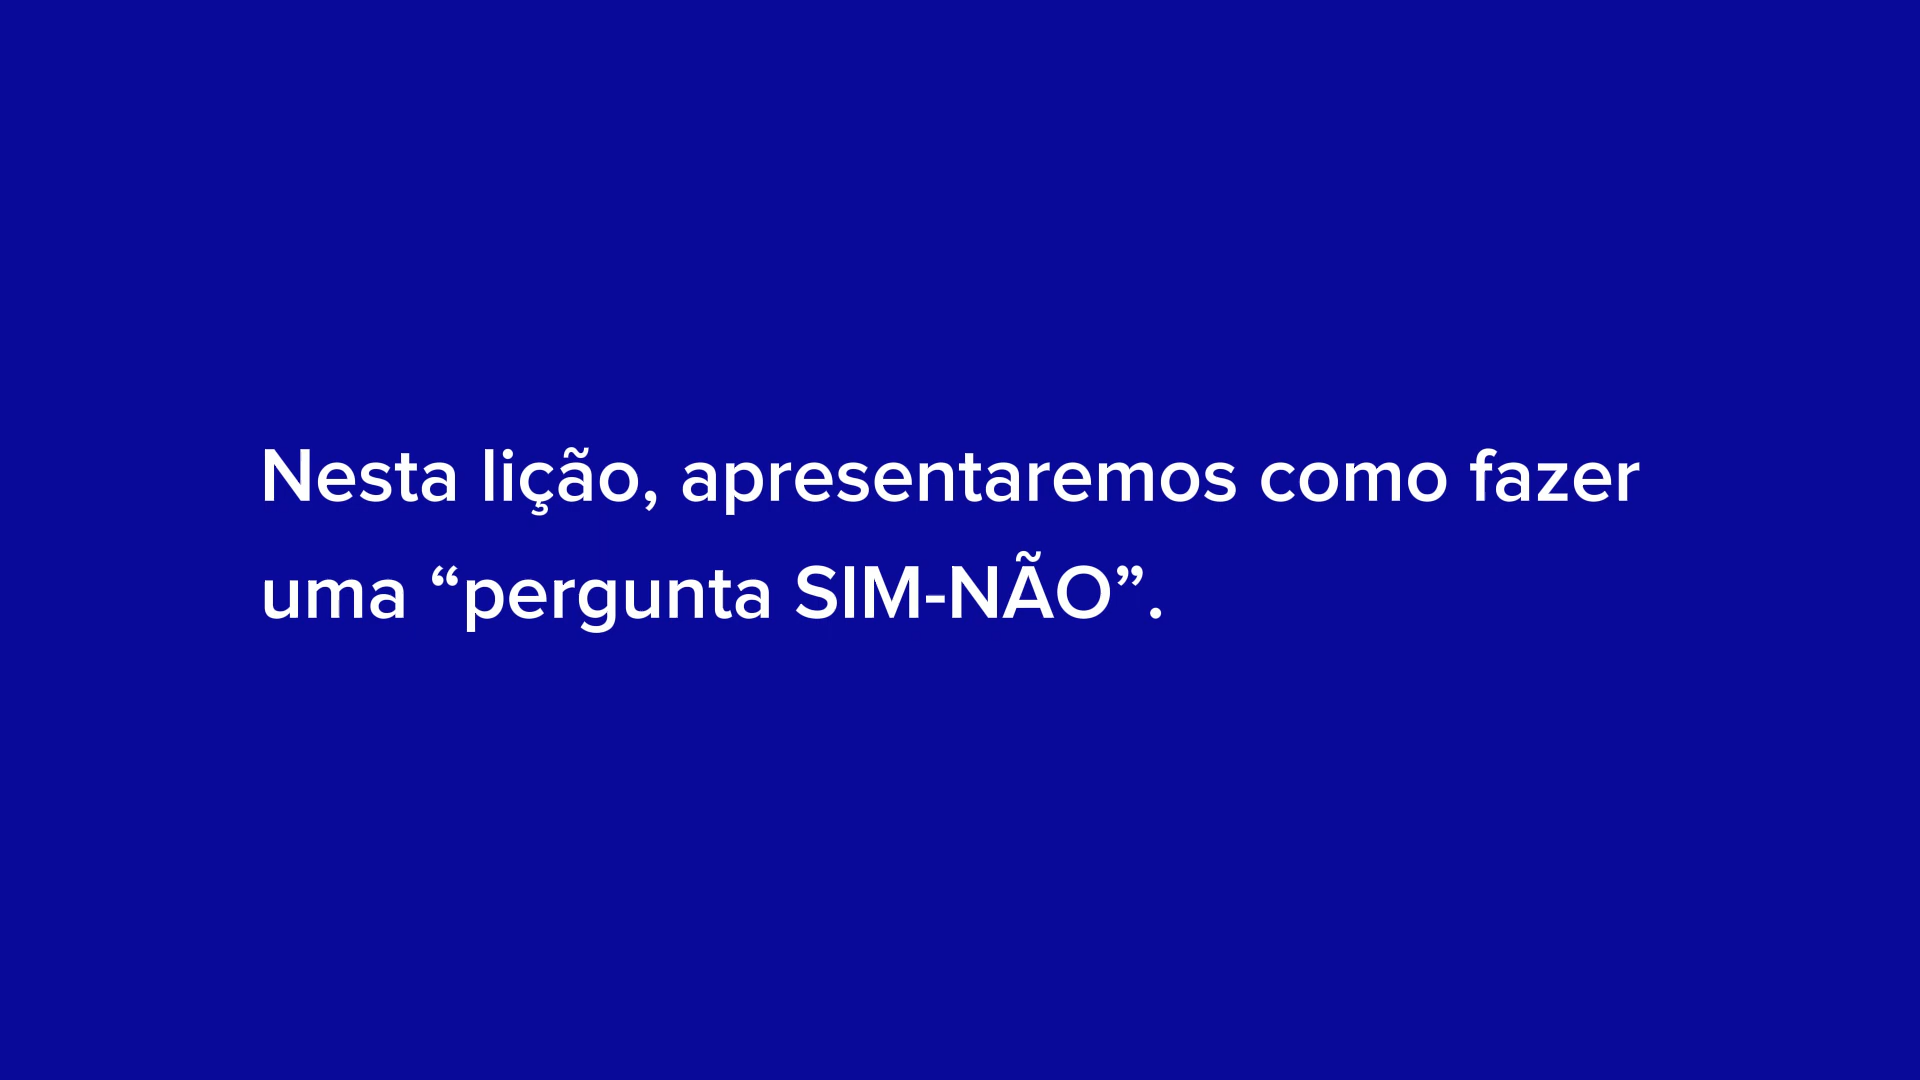 Nesta lição, apresentaremos como fazer
uma “pergunta SIM-NÃO”.